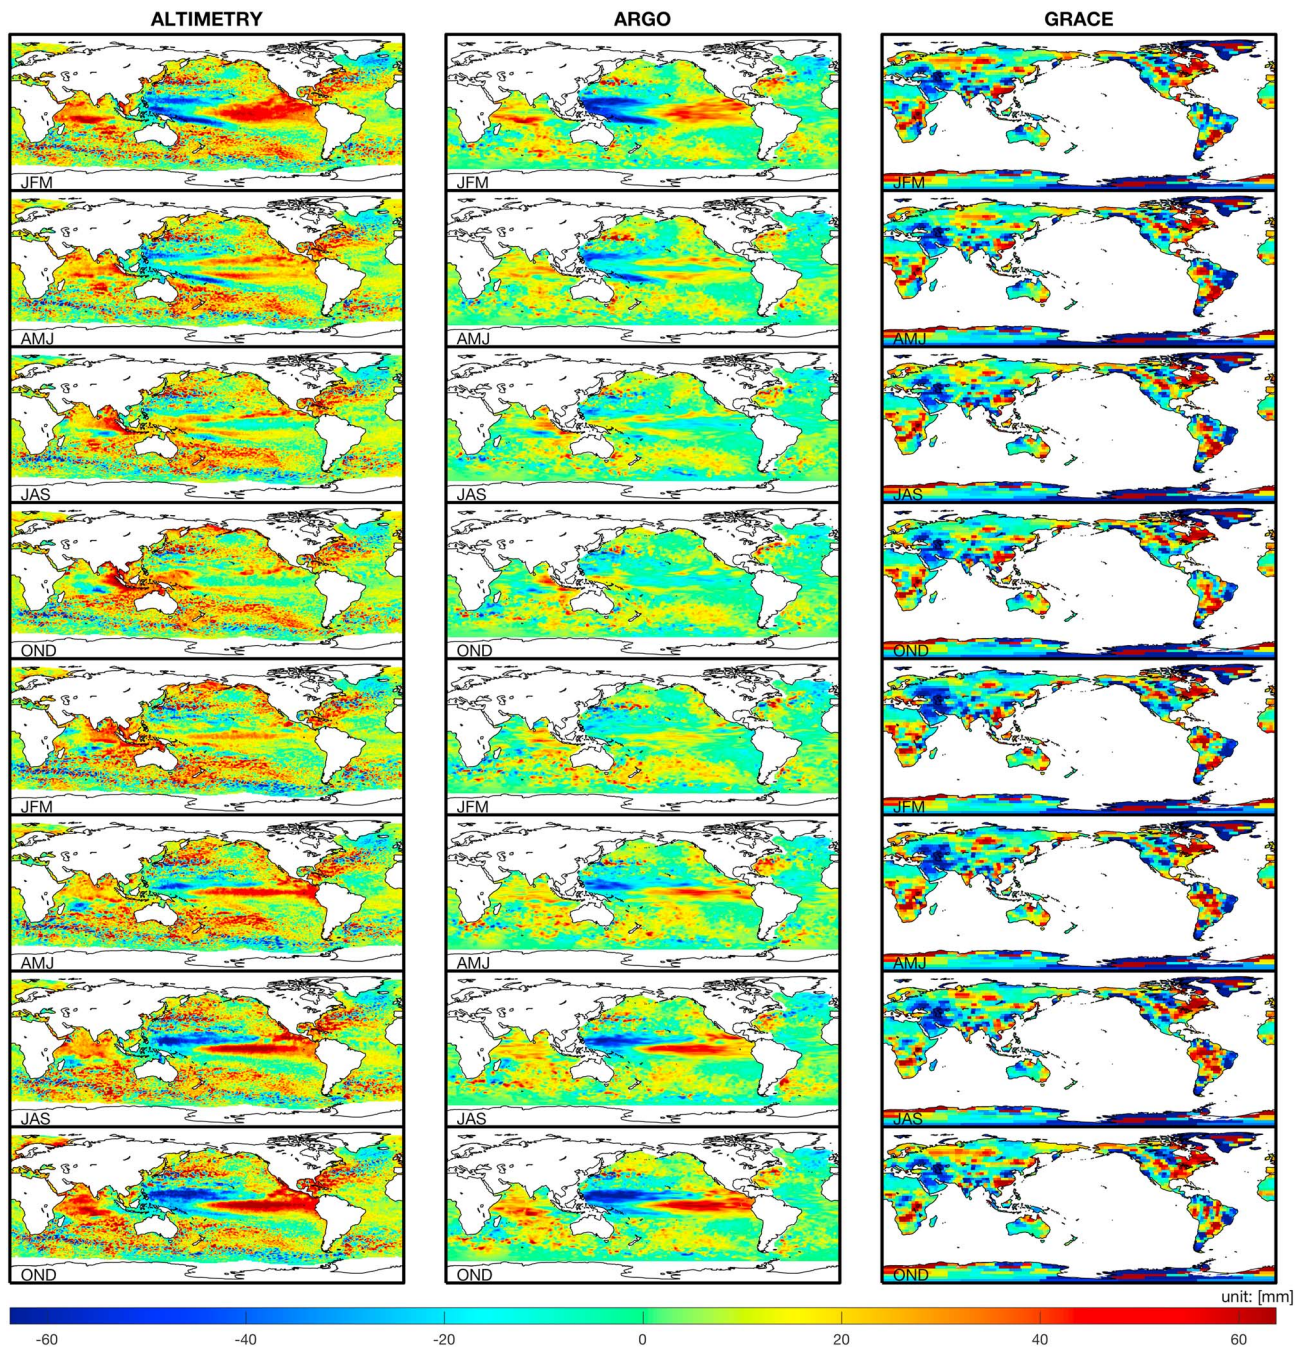 ALTIMETRY ARGO GRACE
JFM JFM JFM
AMJ AMJ AMJ
JAS JAS JAS
OND OND OND
JFM JFM JFM
AMJ AMJ AMJ
JAS JAS JAS
OND OND OND
unit: [mm]
-60 -40 -20 0 20 40 60